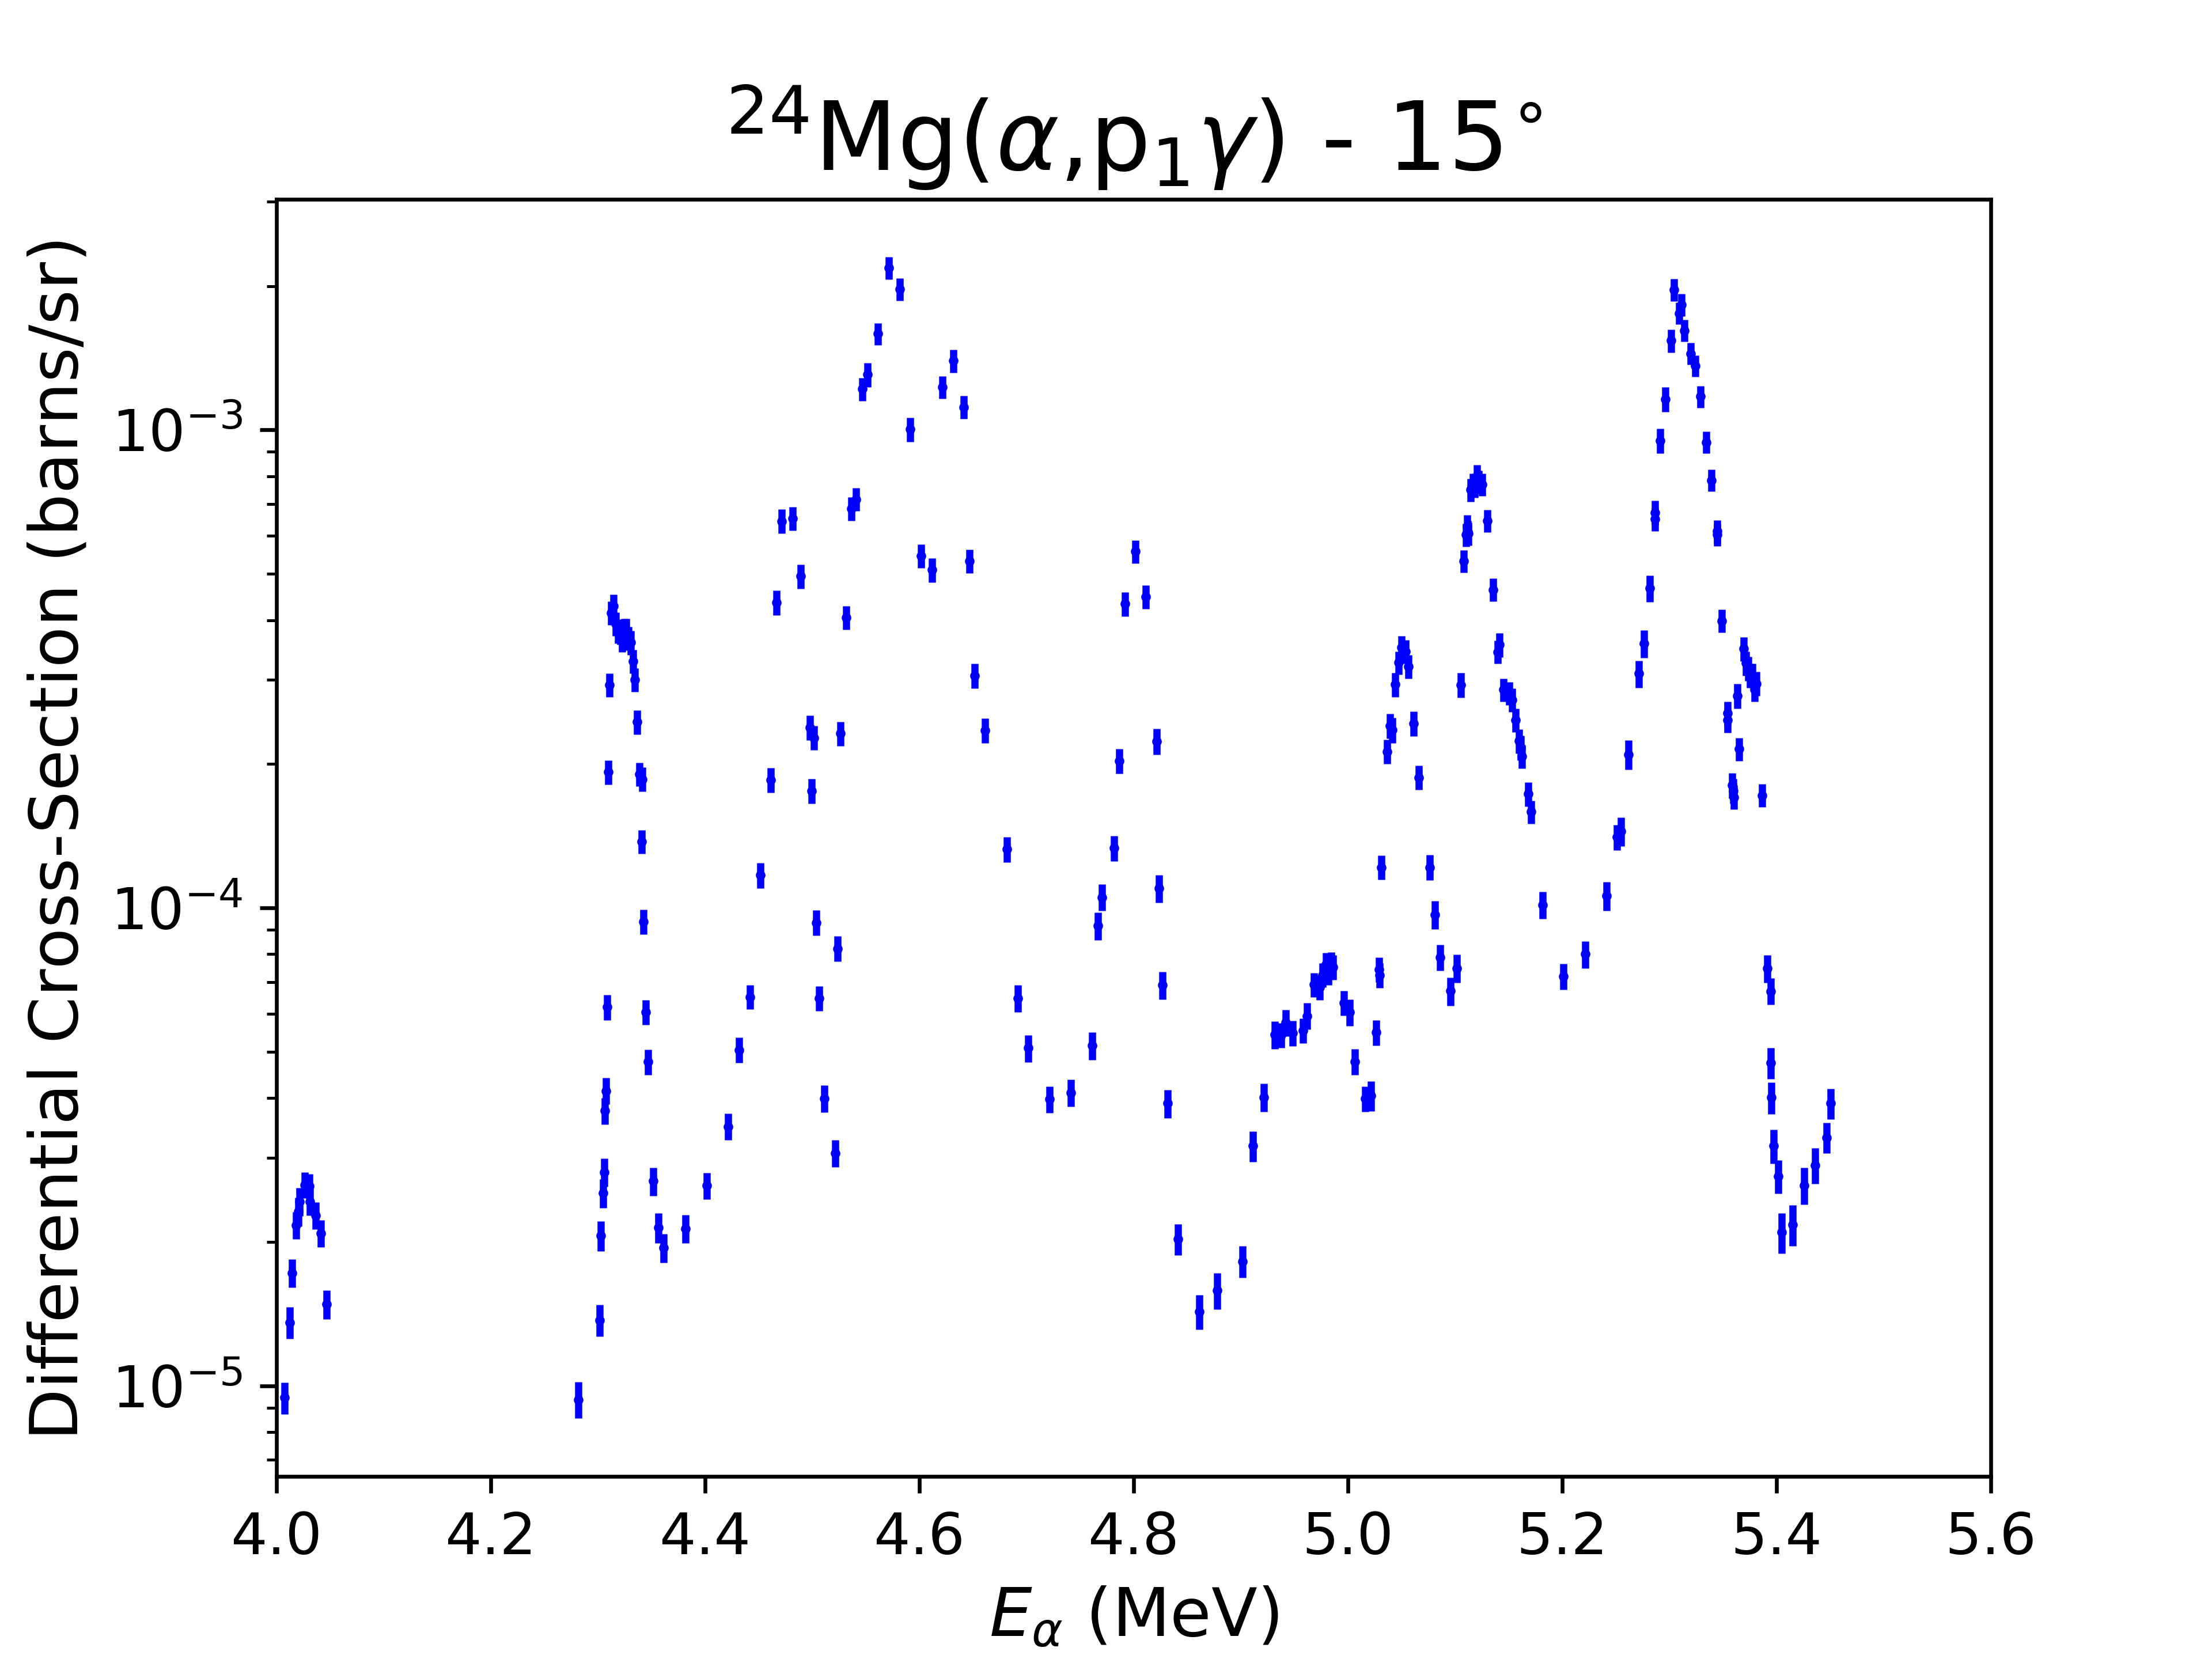 ²⁴Mg(α,p₁γ) - 15°
Differential Cross-Section (barns/sr)
10⁻³
10⁻⁴
10⁻⁵
4.0 4.2 4.4 4.6 4.8 5.0 5.2 5.4 5.6
E_α (MeV)